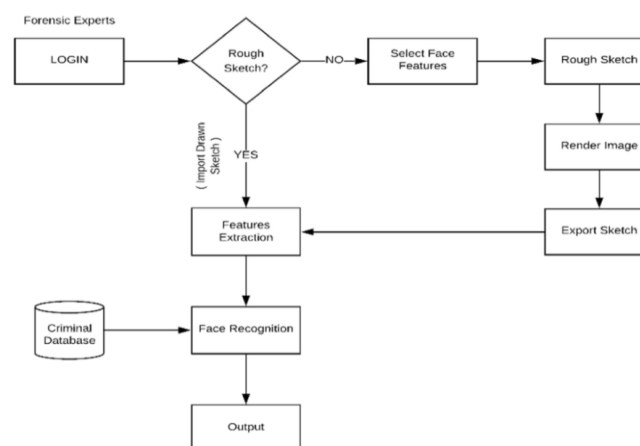 Forensic Experts
LOGIN
Rough
Sketch?
NO
Select Face
Features
Rough Sketch
( Import Drawn
Sketch )
YES
Render Image
Features
Extraction
Export Sketch
Criminal
Database
Face Recognition
Output